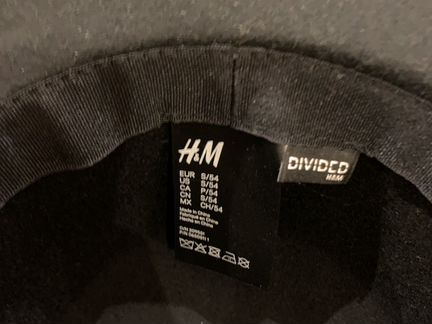 H&M
EUR S/54
US S/54
CA P/54
CN S/54
MX CH/54
Made in China
Fabriqué en Chine
Hecho en China
DIVIDED
H&M